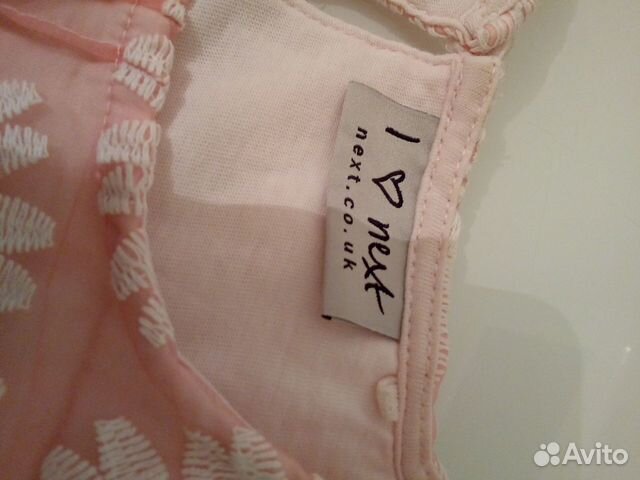 I ♡ next
next.co.uk
Avito